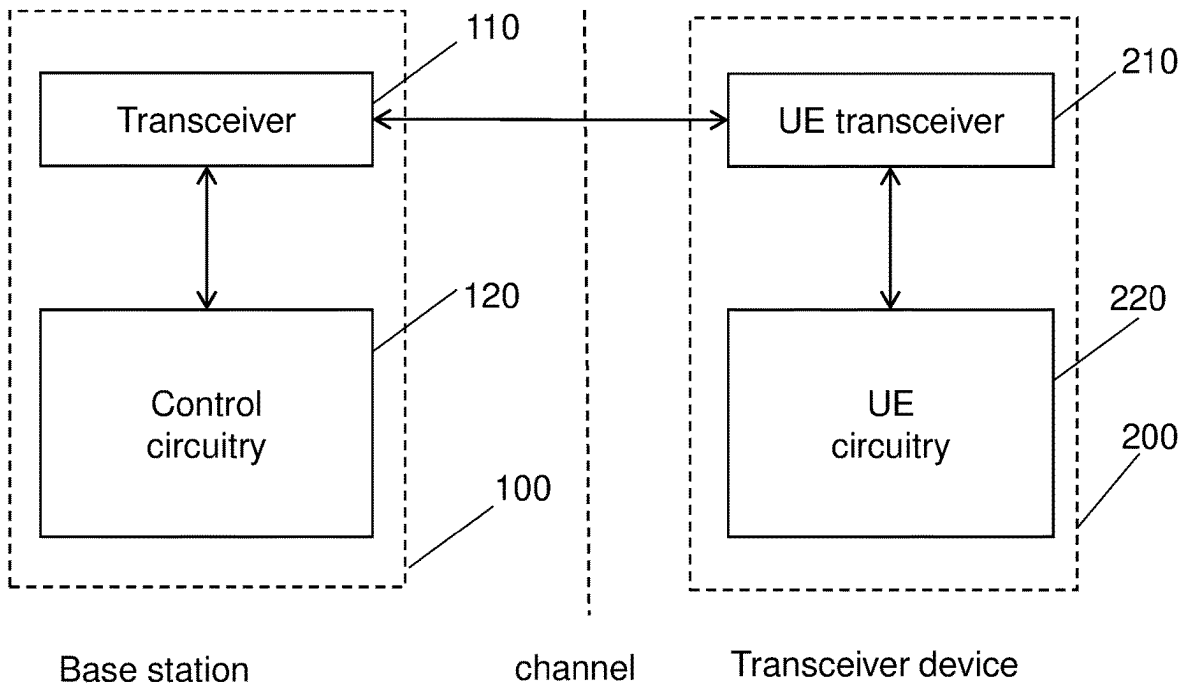 110
Transceiver
210
UE transceiver
120
Control
circuitry
220
UE
circuitry
200
100
Base station
channel
Transceiver device